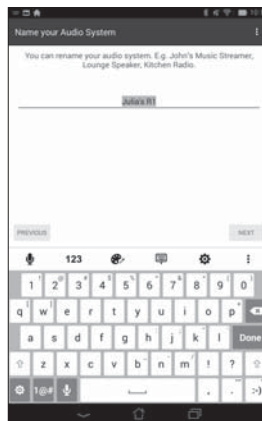 Name your Audio System
You can rename your audio system. E.g. John's Music Streamer,
Lounge Speaker, Kitchen Radio.
Julia's R1
PREVIOUS
NEXT
123
1 2 3 4 5 6 7 8 9 0
q w e r t y u i o p
a s d f g h j k l Done
z x c v b n m ! ?
1@# , . :-)